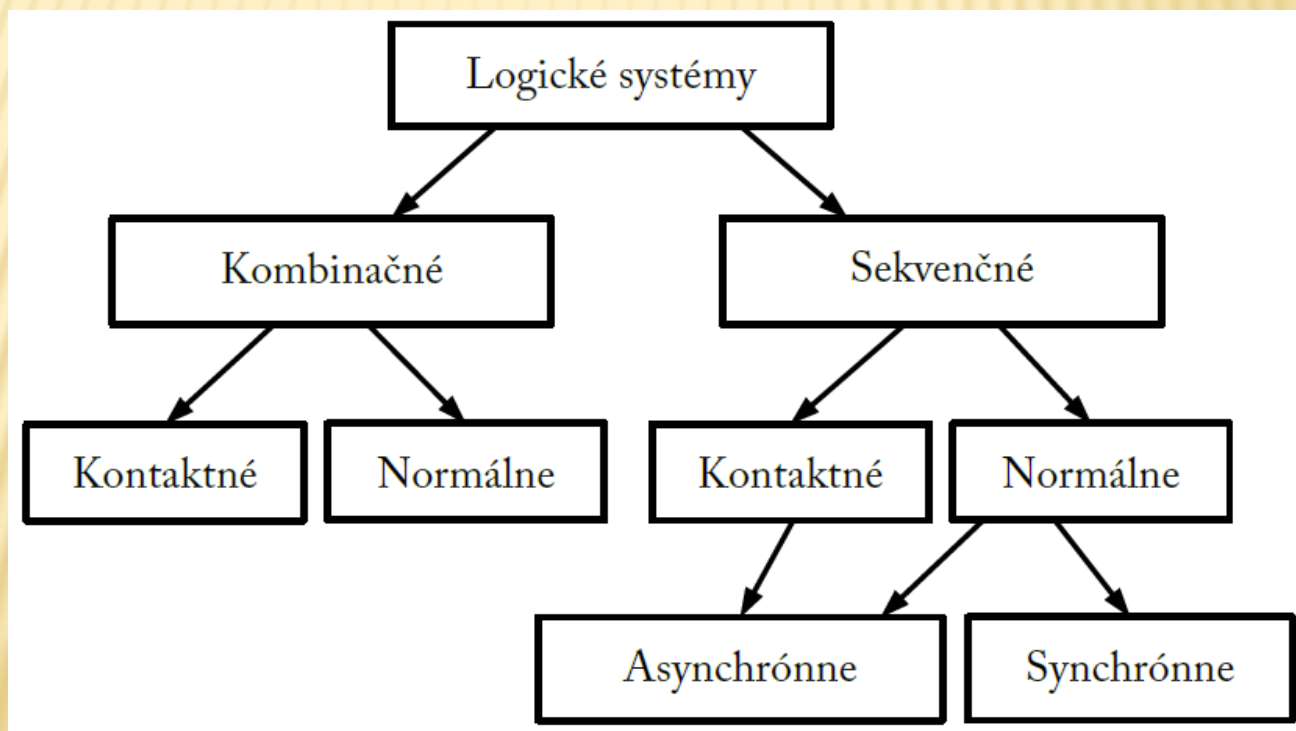 Logické systémy
Kombinačné
Sekvenčné
Kontaktné
Normálne
Kontaktné
Normálne
Asynchrónne
Synchrónne